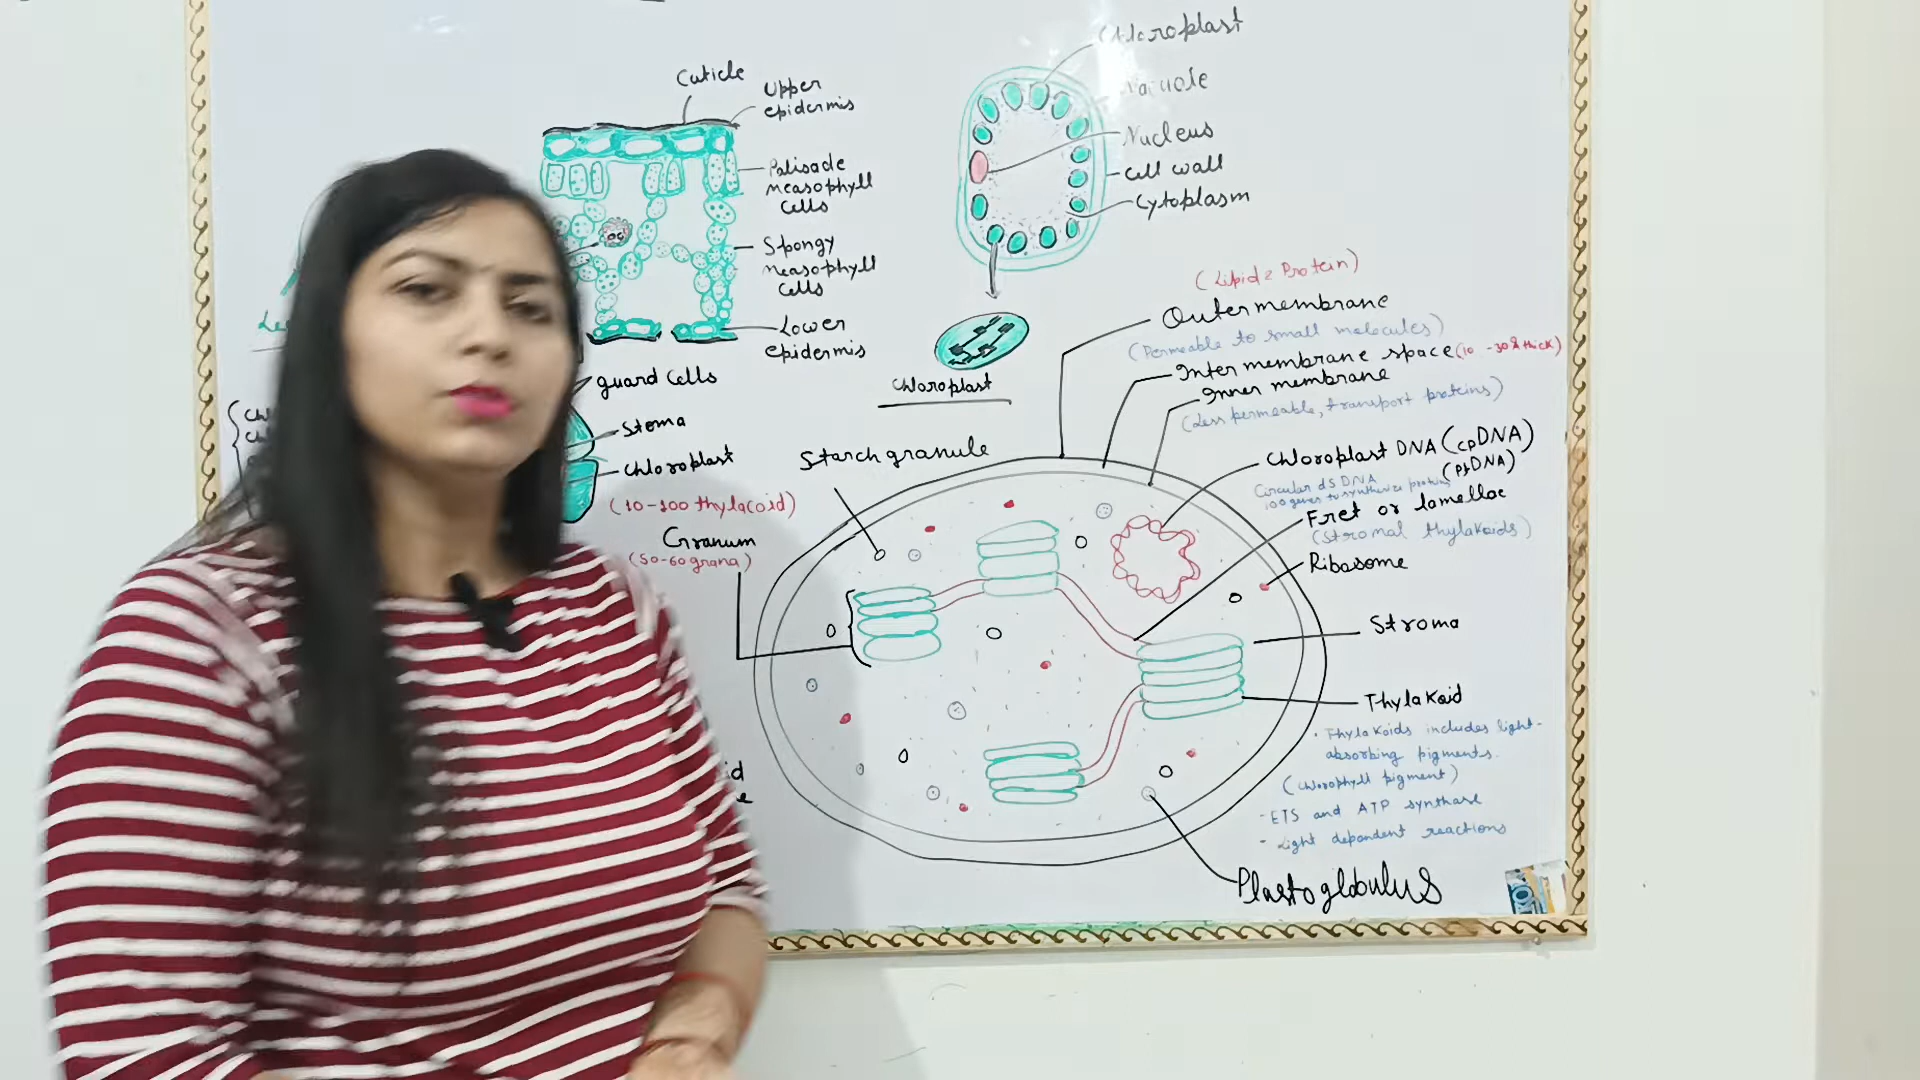 Cuticle
Upper
epidermis
Palisade
measophyll
cells
Spongy
measophyll
cells
Lower
epidermis
guard cells
Stoma
chloroplast
Chloroplast
Nucleus
cell wall
Cytoplasm
Chloroplast
(Lipid & Protein)
Outer membrane
(Permeable to small molecules)
Inter membrane space (10 -30Å thick)
Inner membrane
(Less permeable, transport proteins)
Starch granule
Chloroplast DNA (cpDNA)
(PtDNA)
Circular ds DNA
Fret or lamellae
(Stromal thylakoids)
Ribosome
(10-100 thylacoid)
Granum
(50-60 grana)
Stroma
Thylakoid
· Thylakoids includes light-
absorbing pigments.
(chlorophyll pigment)
- ETS and ATP synthase
- Light dependent reactions
Plastoglobulus